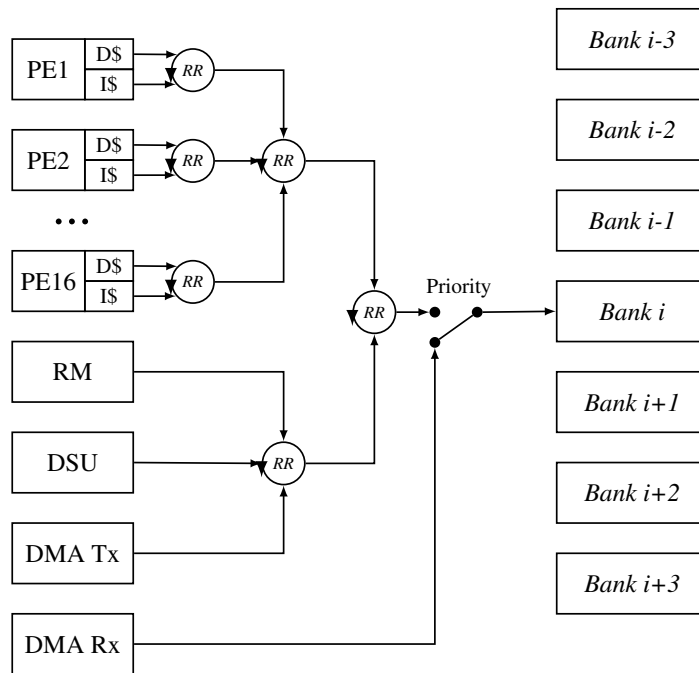 PE1
D$
I$
RR
PE2
D$
I$
RR
RR
...
PE16
D$
I$
RR
RR
Priority
RM
DSU
RR
DMA Tx
DMA Rx
Bank i-3
Bank i-2
Bank i-1
Bank i
Bank i+1
Bank i+2
Bank i+3